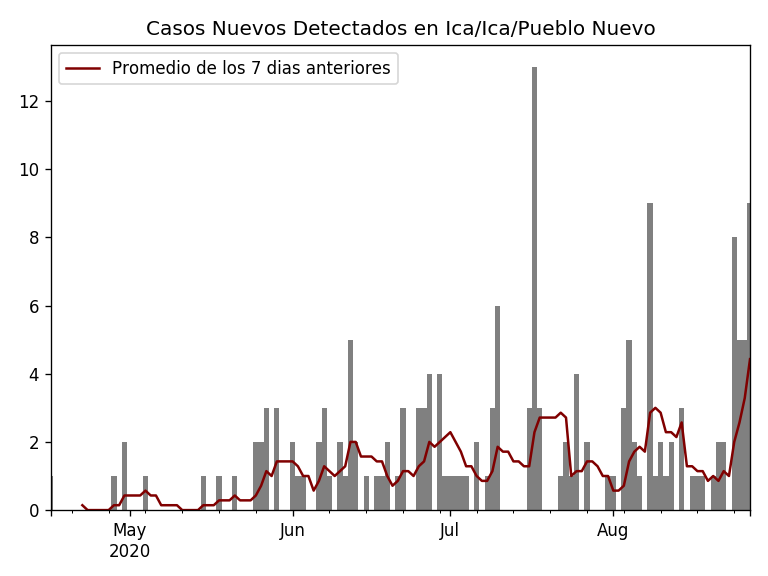 Casos Nuevos Detectados en Ica/Ica/Pueblo Nuevo
Promedio de los 7 dias anteriores
12
10
8
6
4
2
0
May Jun Jul Aug
2020